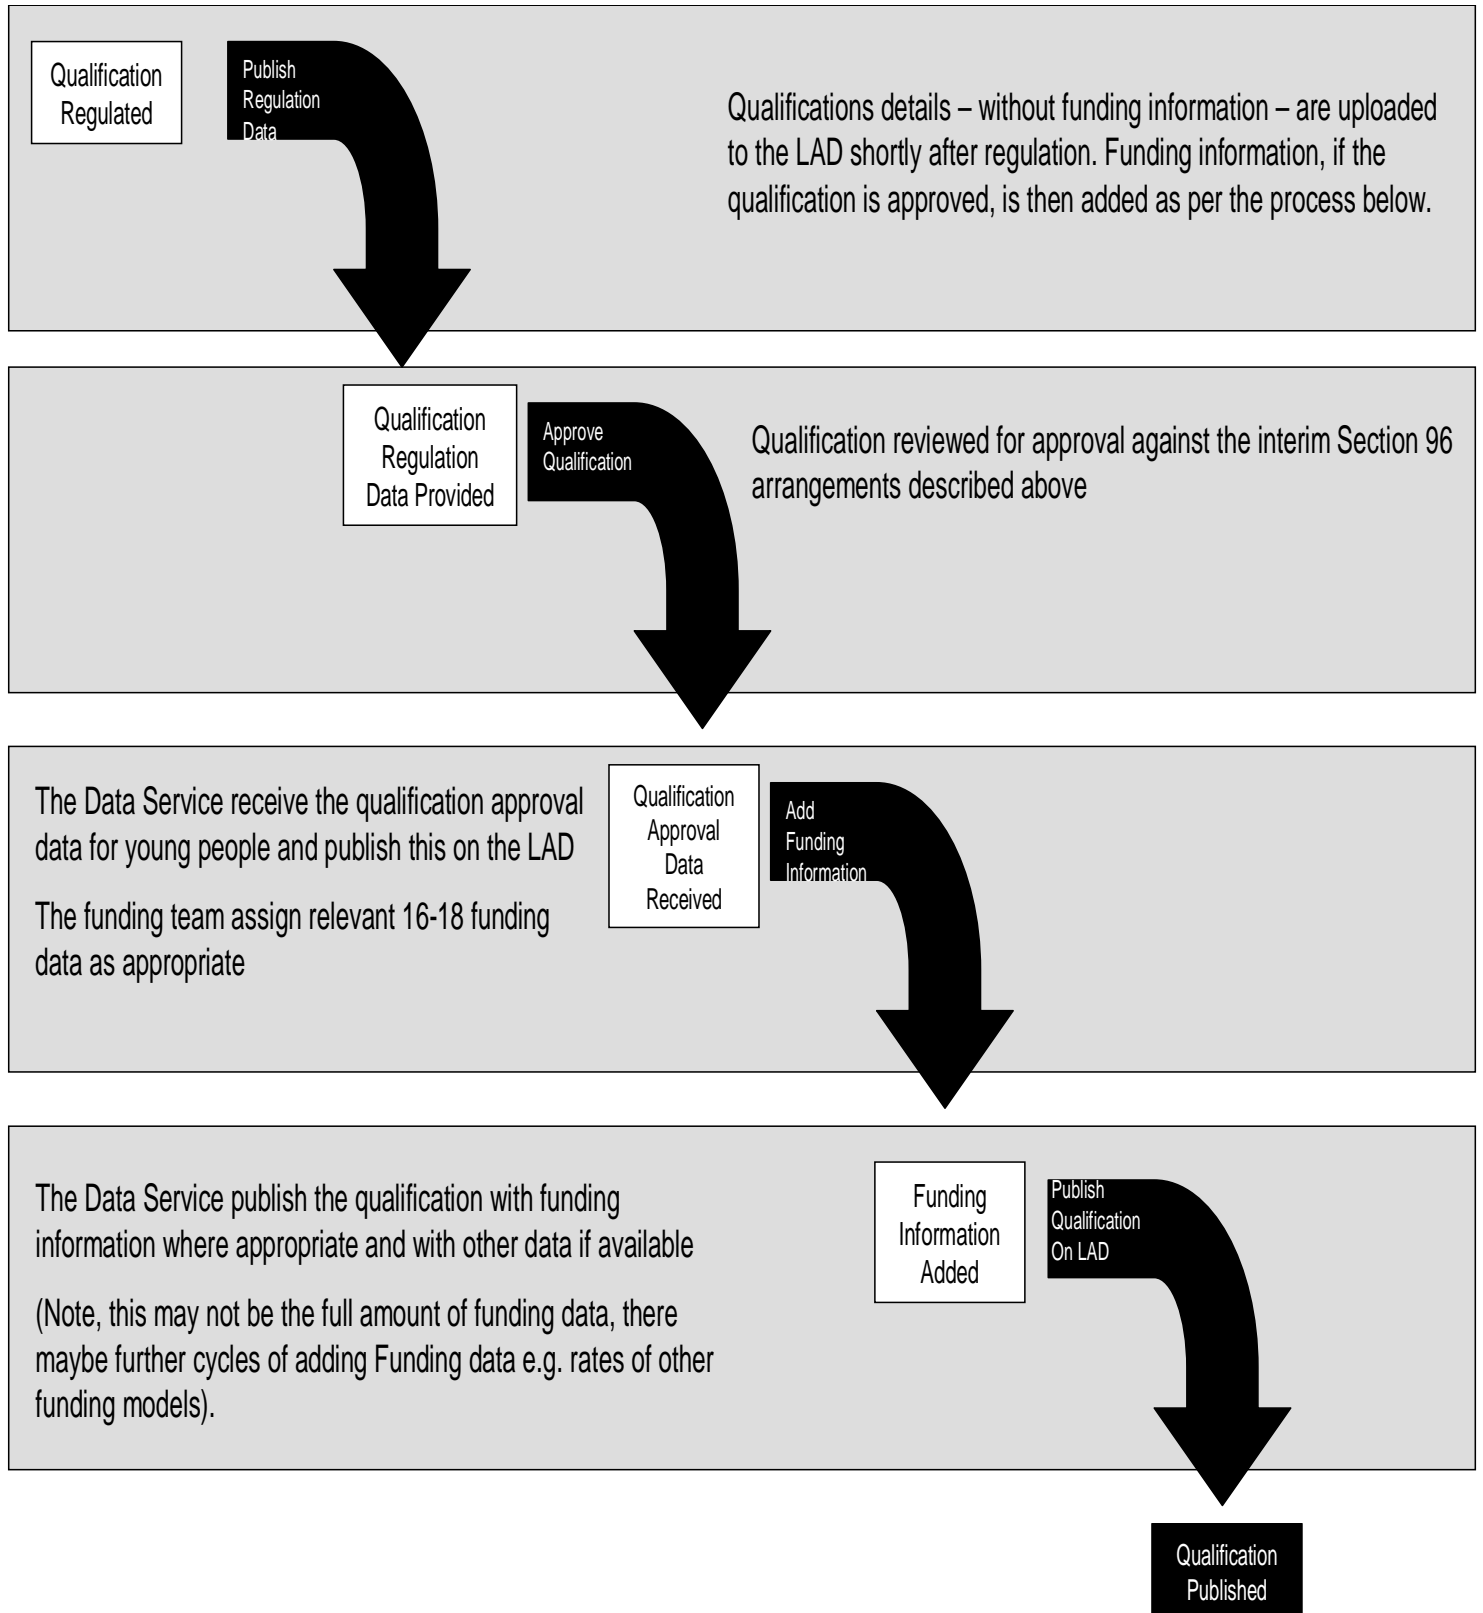 Qualification
Regulated
Publish
Regulation
Data
Qualifications details – without funding information – are uploaded
to the LAD shortly after regulation. Funding information, if the
qualification is approved, is then added as per the process below.
Qualification
Regulation
Data Provided
Approve
Qualification
Qualification reviewed for approval against the interim Section 96
arrangements described above
The Data Service receive the qualification approval
data for young people and publish this on the LAD
The funding team assign relevant 16-18 funding
data as appropriate
Qualification
Approval
Data
Received
Add
Funding
Information
The Data Service publish the qualification with funding
information where appropriate and with other data if available
(Note, this may not be the full amount of funding data, there
maybe further cycles of adding Funding data e.g. rates of other
funding models).
Funding
Information
Added
Publish
Qualification
On LAD
Qualification
Published